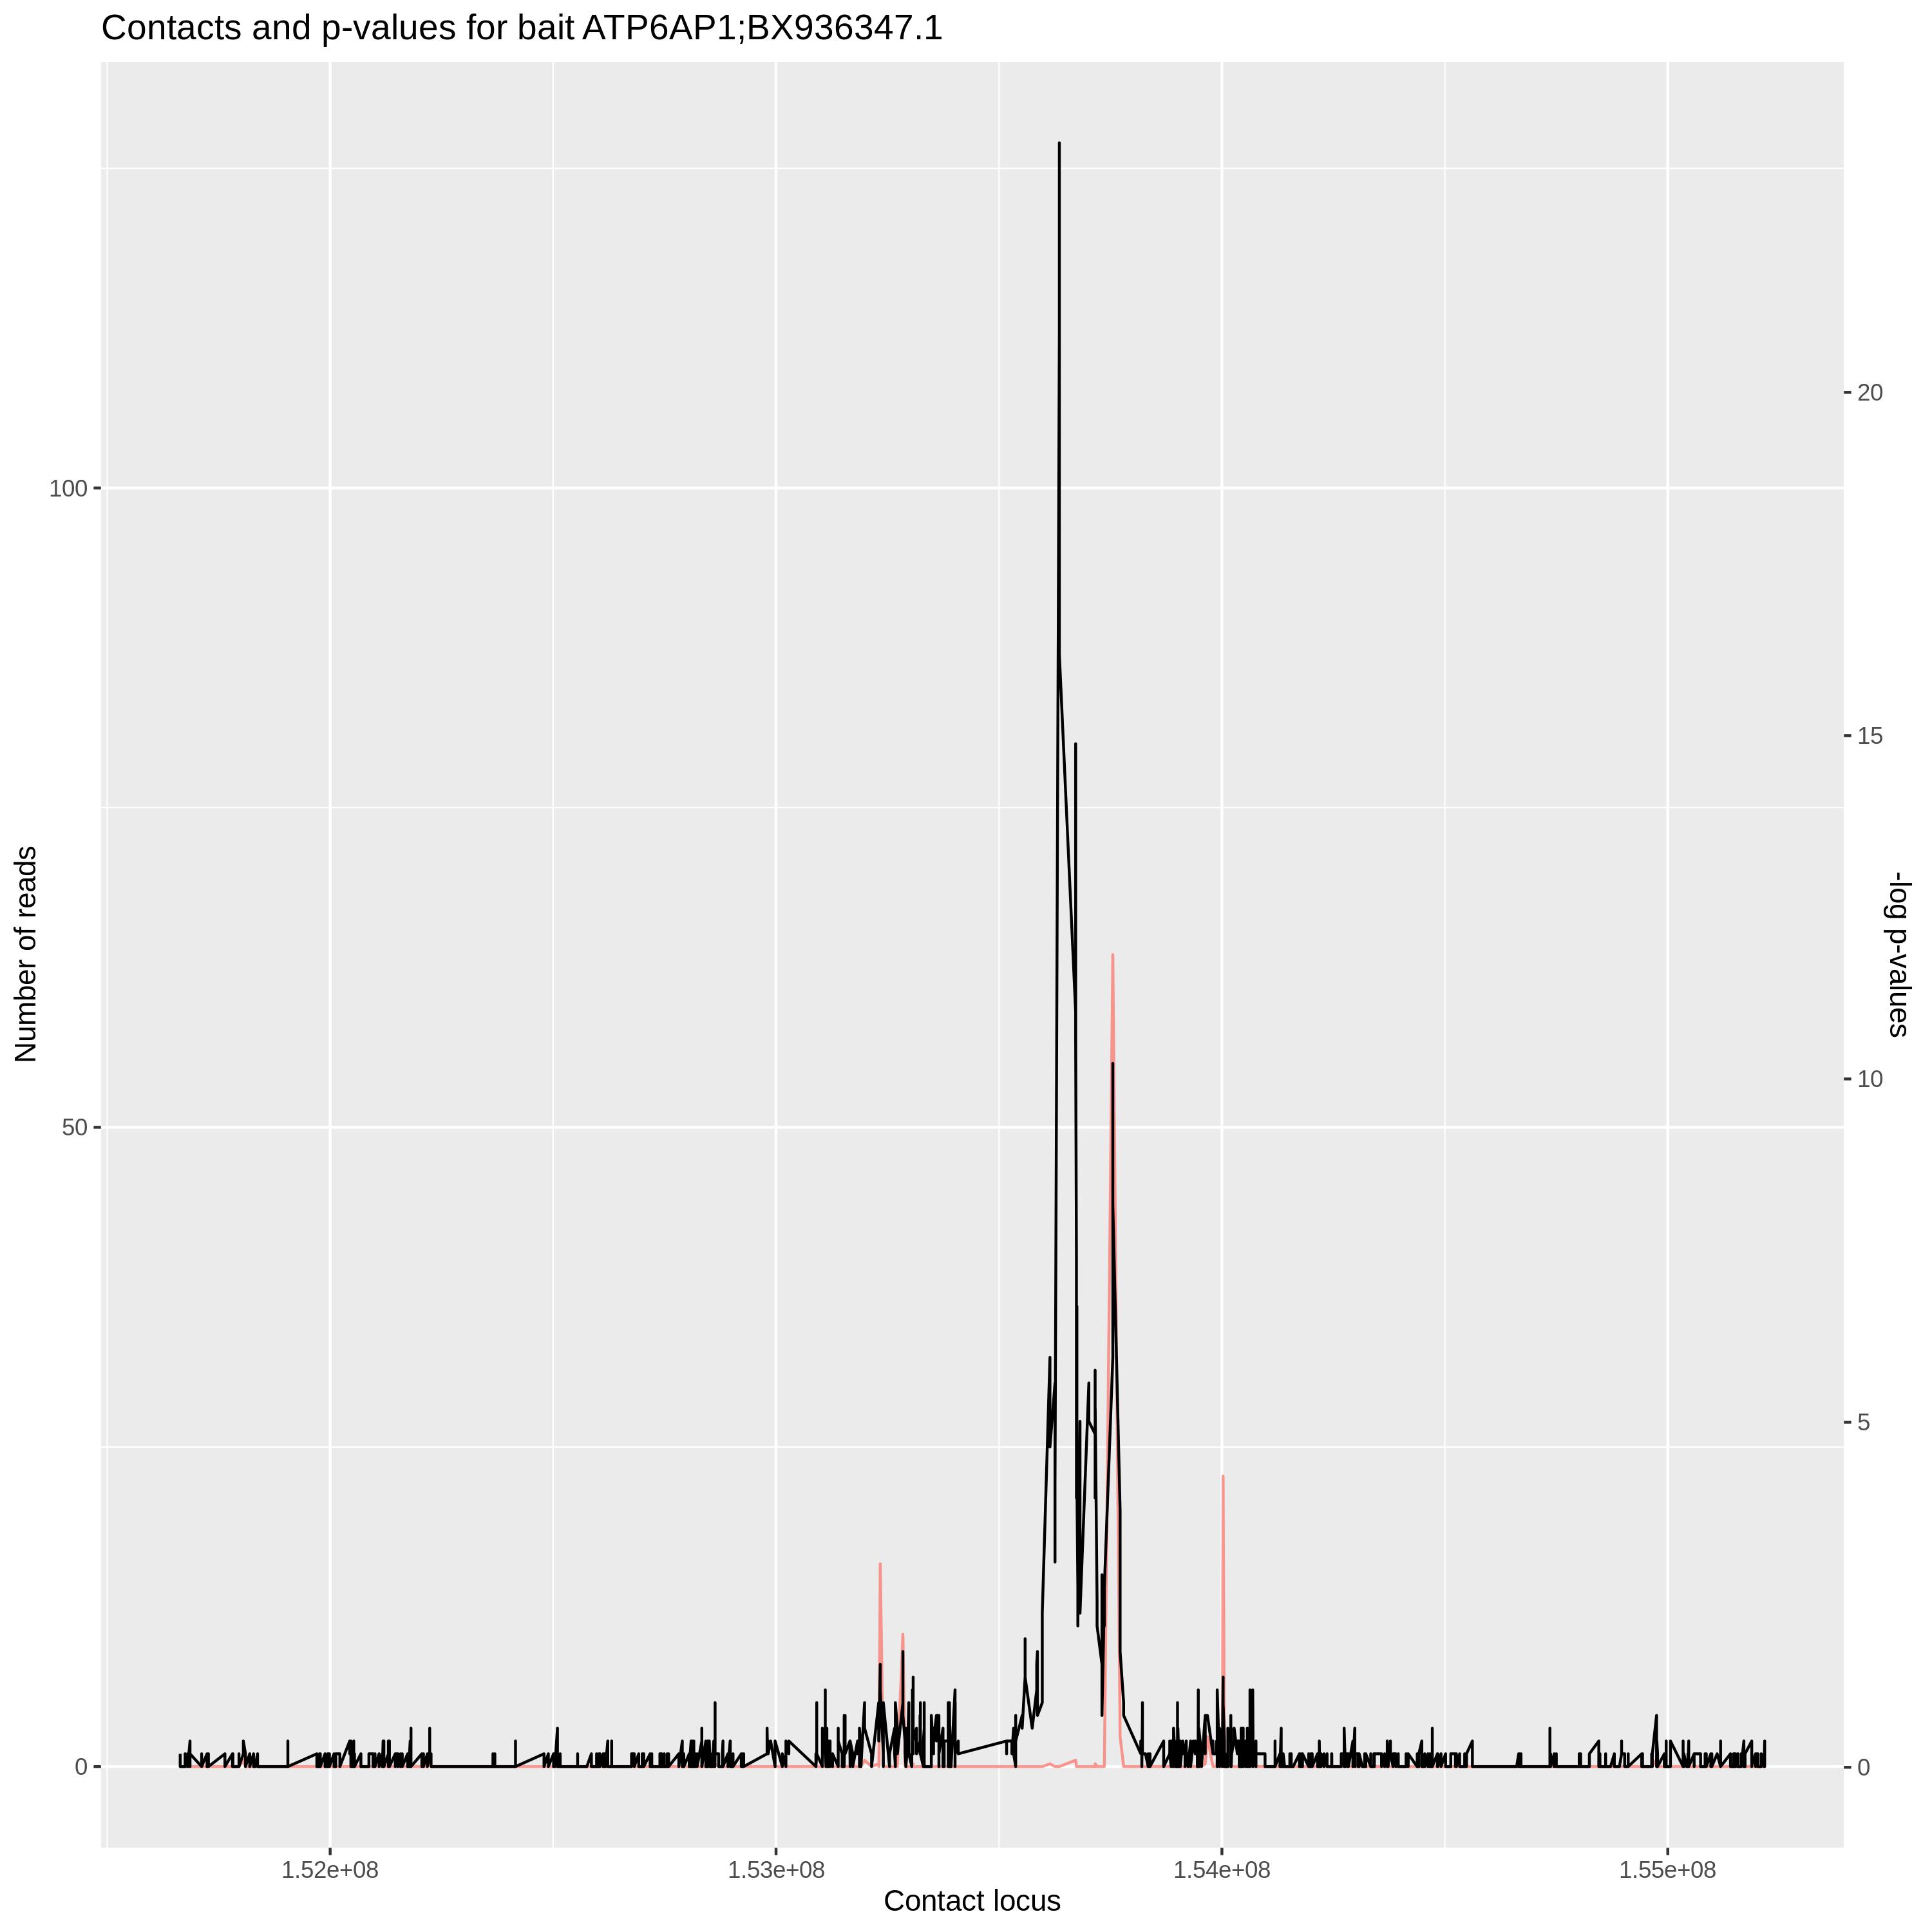 Contacts and p-values for bait ATP6AP1;BX936347.1
Number of reads
100
50
0
20
15
10
5
0
-log p-values
1.52e+08
1.53e+08
1.54e+08
1.55e+08
Contact locus